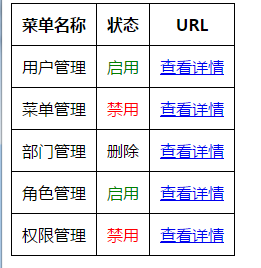 菜单名称 状态 URL
用户管理 启用 查看详情
菜单管理 禁用 查看详情
部门管理 删除 查看详情
角色管理 启用 查看详情
权限管理 禁用 查看详情